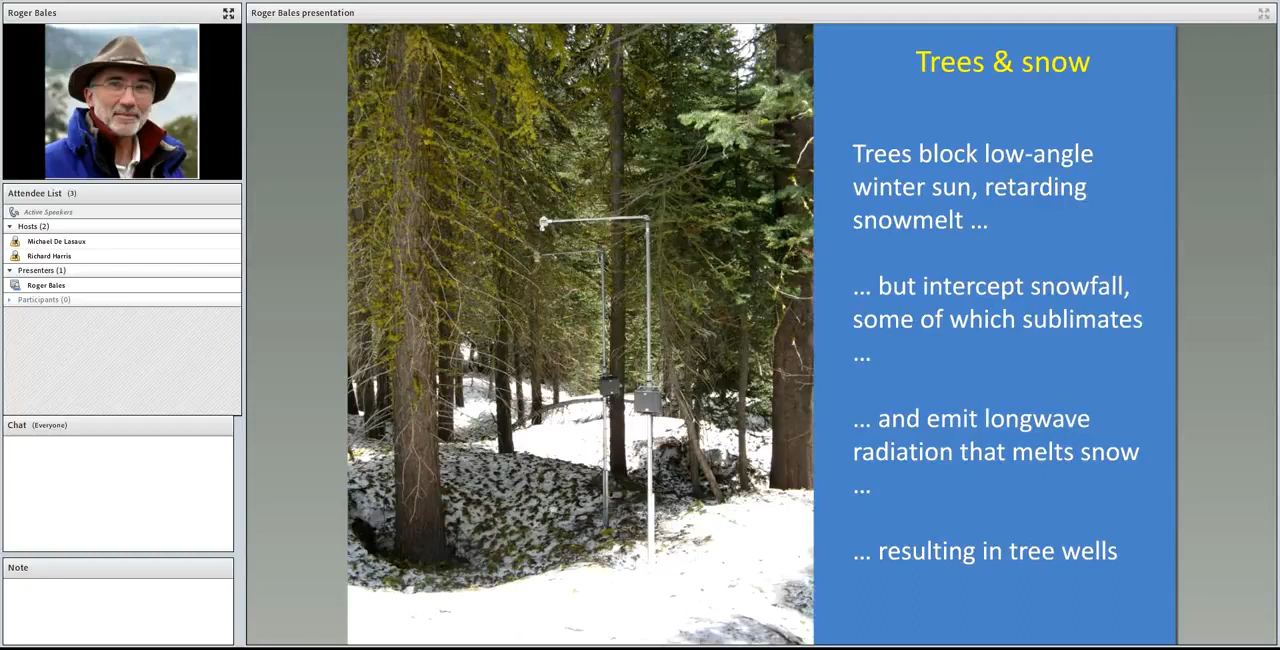 Roger Bales
Attendee List (3)
Active Speakers
Hosts (2)
Michael De Lasaux
Richard Harris
Presenters (1)
Roger Bales
Participants (0)
Chat (Everyone)
Note
Roger Bales presentation
Trees & snow
Trees block low-angle
winter sun, retarding
snowmelt ...
... but intercept snowfall,
some of which sublimates
...
... and emit longwave
radiation that melts snow
...
... resulting in tree wells